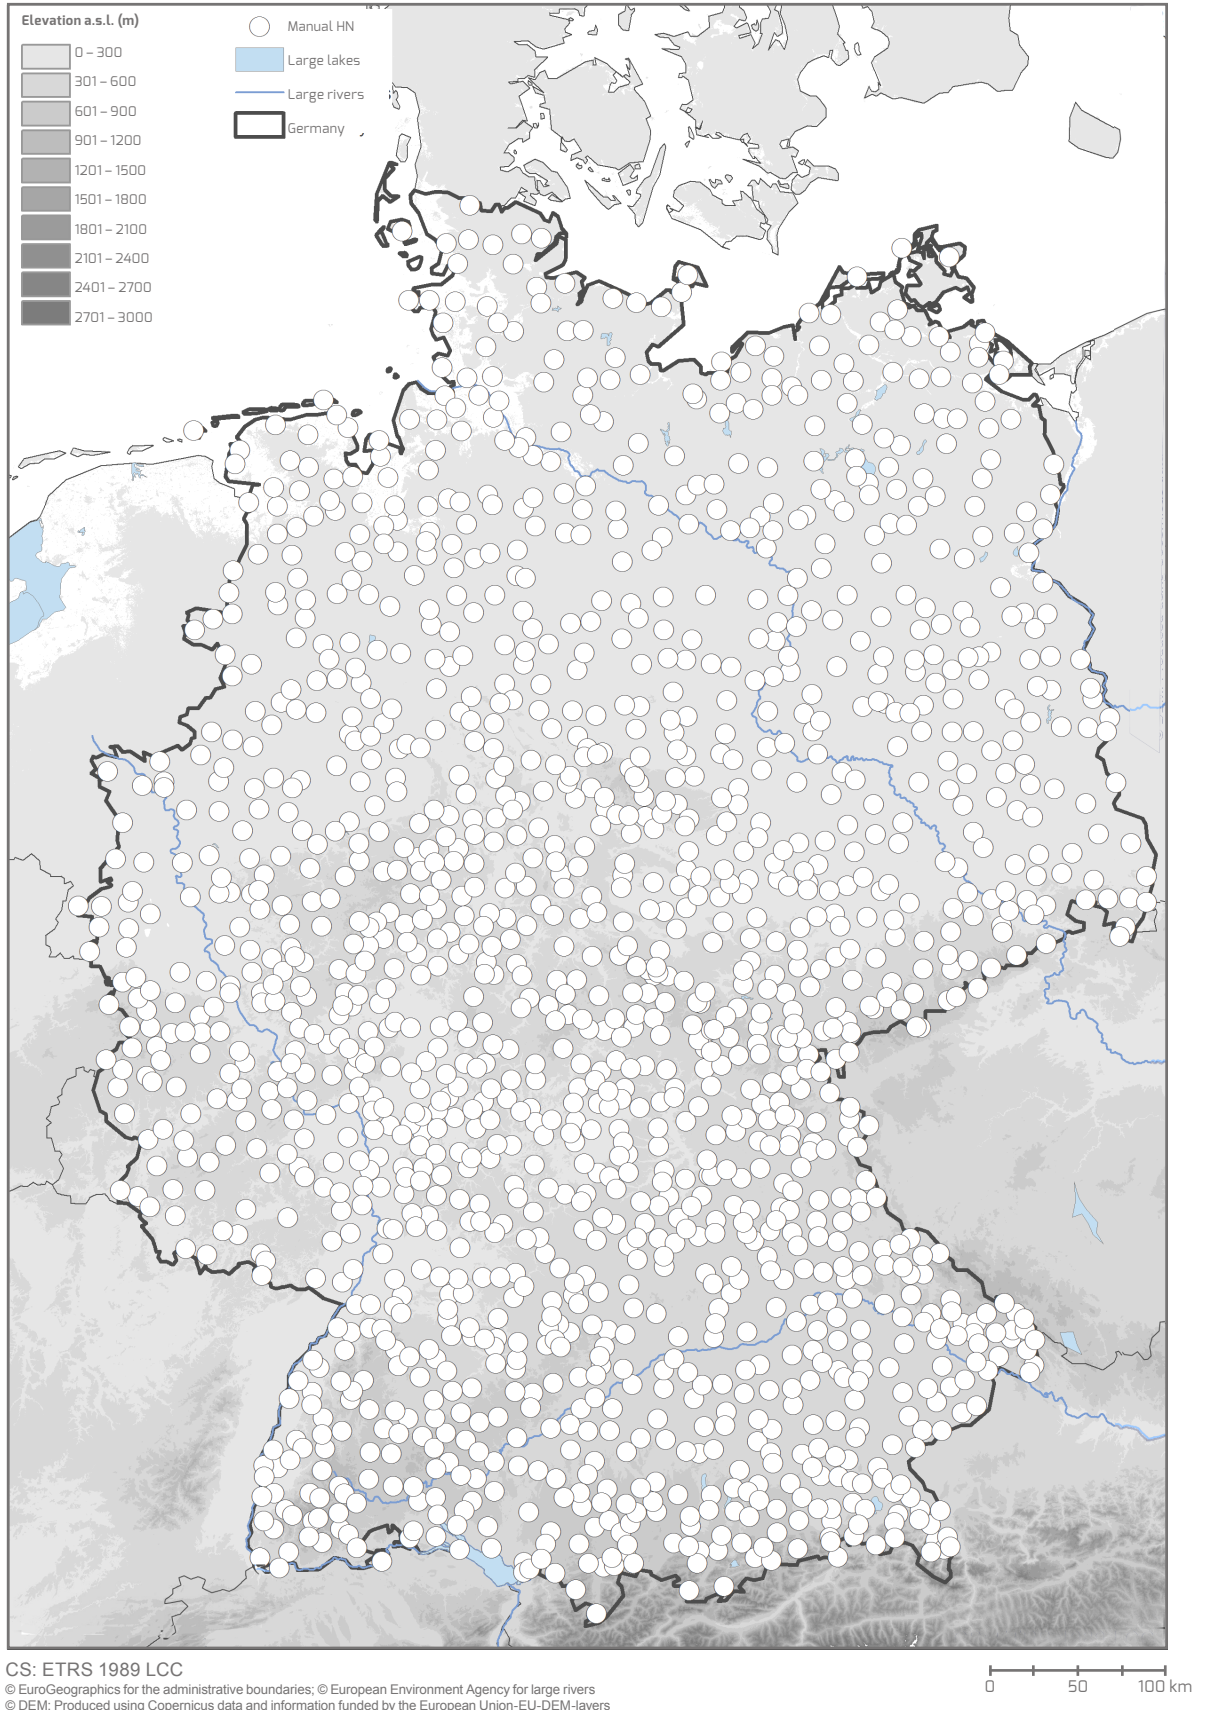 Elevation a.s.l. (m)
0 – 300
301 – 600
601 – 900
901 – 1200
1201 – 1500
1501 – 1800
1801 – 2100
2101 – 2400
2401 – 2700
2701 – 3000
Manual HN
Large lakes
Large rivers
Germany
CS: ETRS 1989 LCC
© EuroGeographics for the administrative boundaries; © European Environment Agency for large rivers
© DEM: Produced using Copernicus data and information funded by the European Union-EU-DEM-layers
0 50 100 km